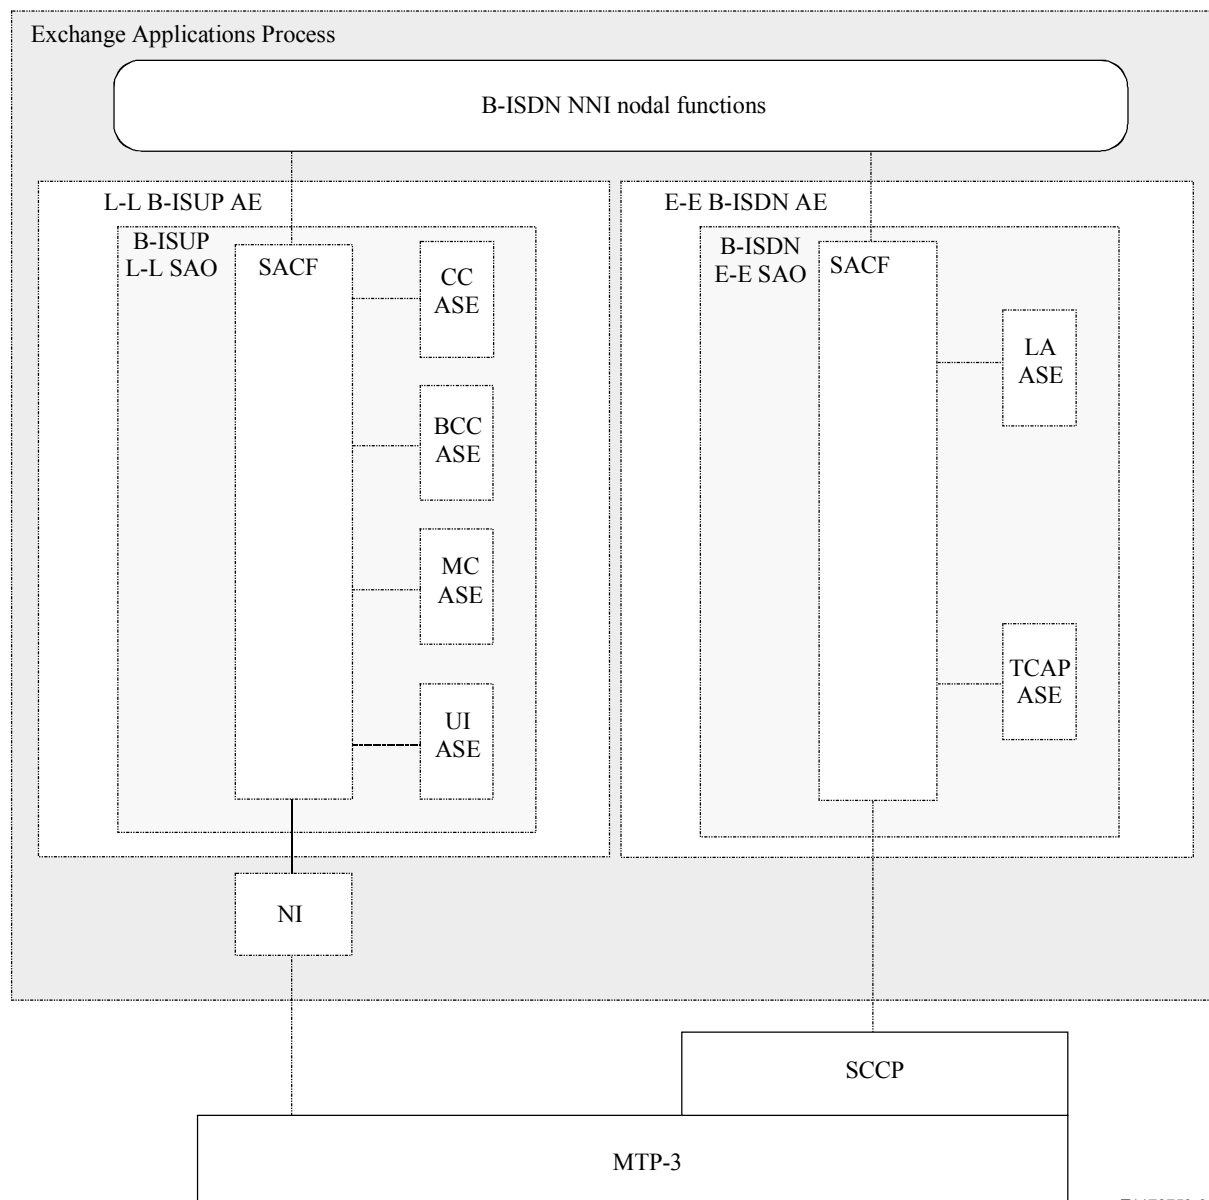 Exchange Applications Process
B-ISDN NNI nodal functions
L-L B-ISUP AE
B-ISUP
L-L SAO
SACF
CC
ASE
BCC
ASE
MC
ASE
UI
ASE
NI
E-E B-ISDN AE
B-ISDN
E-E SAO
SACF
LA
ASE
TCAP
ASE
SCCP
MTP-3